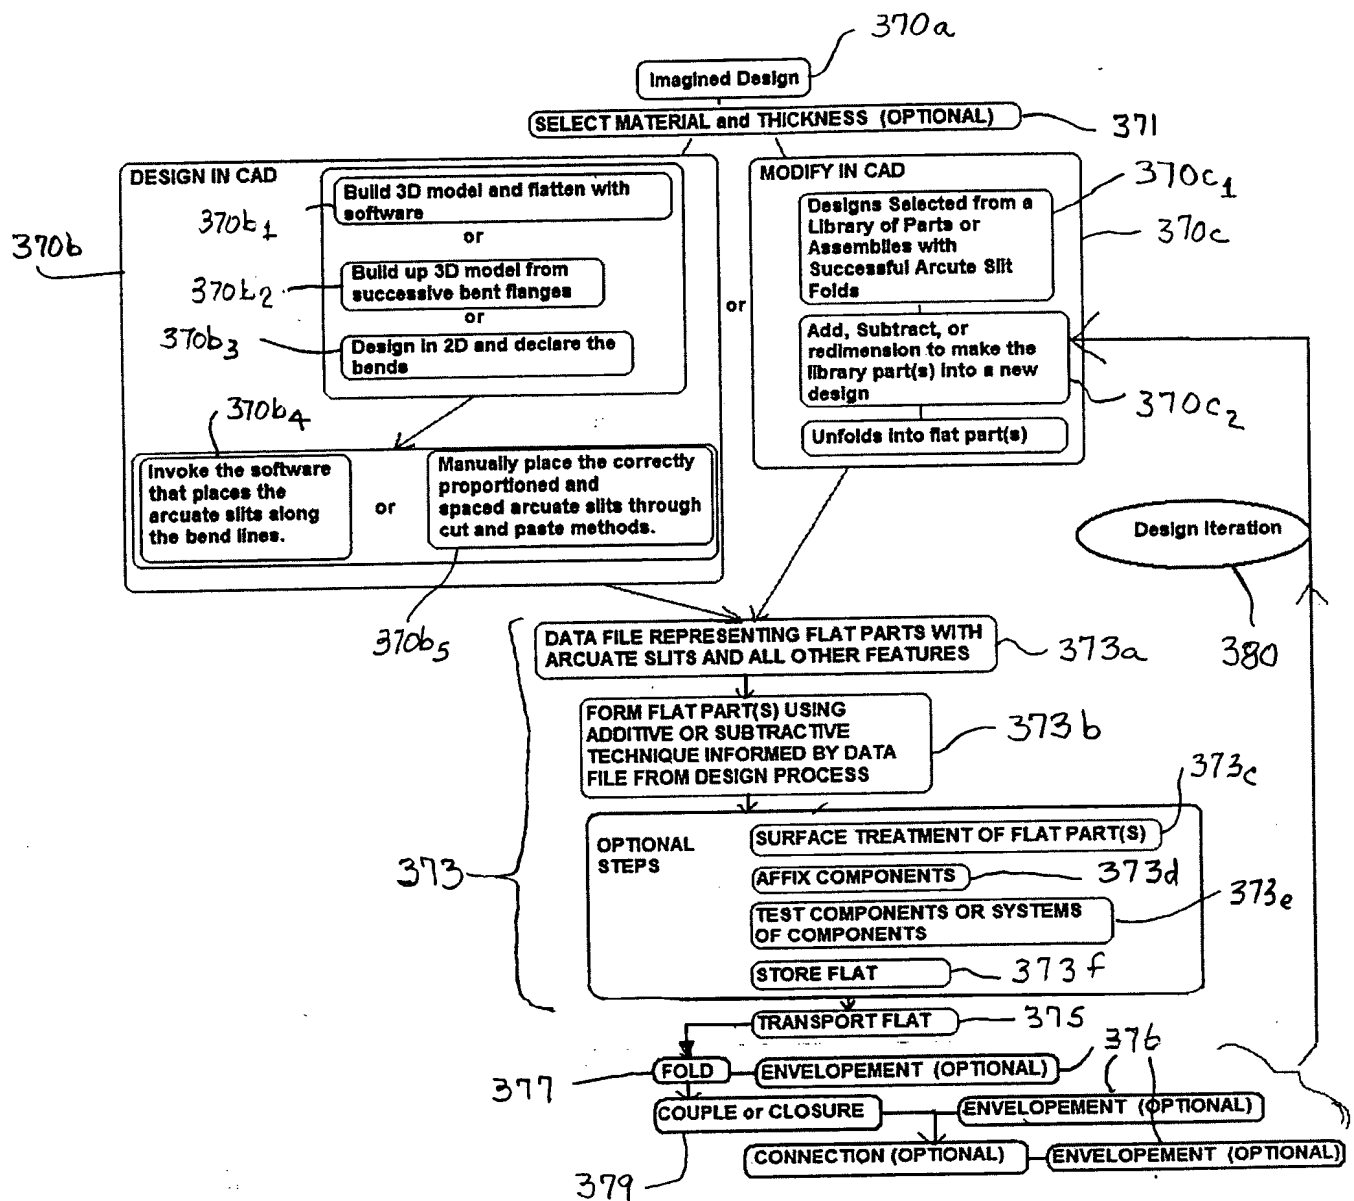 370a
Imagined Design
SELECT MATERIAL and THICKNESS (OPTIONAL)
371
DESIGN IN CAD
370b
Build 3D model and flatten with
software
370b1
or
Build up 3D model from
successive bent flanges
370b2
or
Design in 2D and declare the
bends
370b3
370b4
Invoke the software
that places the
arcuate slits along
the bend lines.
or
Manually place the correctly
proportioned and
spaced arcuate slits through
cut and paste methods.
370b5
or
MODIFY IN CAD
370c1
370c
Designs Selected from a
Library of Parts or
Assemblies with
Successful Arcute Slit
Folds
Add, Subtract, or
redimension to make the
library part(s) into a new
design
370c2
Unfolds into flat part(s)
Design Iteration
380
373
DATA FILE REPRESENTING FLAT PARTS WITH
ARCUATE SLITS AND ALL OTHER FEATURES
373a
FORM FLAT PART(S) USING
ADDITIVE OR SUBTRACTIVE
TECHNIQUE INFORMED BY DATA
FILE FROM DESIGN PROCESS
373b
OPTIONAL
STEPS
SURFACE TREATMENT OF FLAT PART(S)
373c
AFFIX COMPONENTS
373d
TEST COMPONENTS OR SYSTEMS
OF COMPONENTS
373e
STORE FLAT
373f
TRANSPORT FLAT
375
377
FOLD
ENVELOPEMENT (OPTIONAL)
376
COUPLE or CLOSURE
ENVELOPEMENT (OPTIONAL)
CONNECTION (OPTIONAL)
ENVELOPEMENT (OPTIONAL)
379